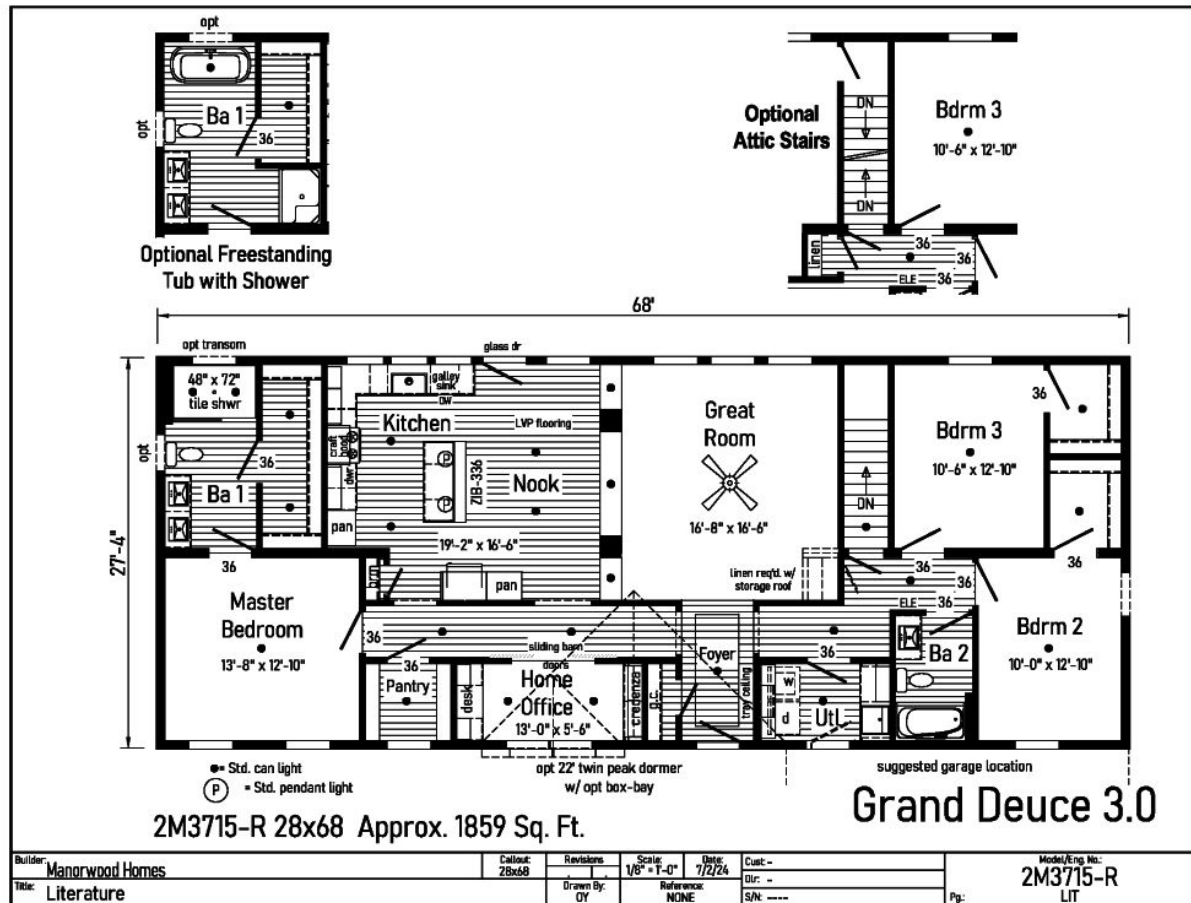 opt
Ba 1
opt
36
Optional Freestanding
Tub with Shower
Optional
Attic Stairs
DN
DN
Bdrm 3
10'-6" x 12'-10"
linen
36
36
ELE
36
68'
27'-4"
opt transom
48" x 72"
tile shwr
opt
36
Ba 1
36
glass dr
galley
sink
DW
Kitchen
LVP flooring
craft
hood
dwr
P
P
ZIB-336
Nook
pan
19'-2" x 16'-6"
pan
Great
Room
16'-8" x 16'-6"
linen req'd. w/
storage roof
DN
Bdrm 3
10'-6" x 12'-10"
36
36
36
36
ELE
36
Master
Bedroom
13'-8" x 12'-10"
36
36
Pantry
sliding barn
doors
desk
Home
Office
13'-0" x 5'-6"
credenza
g.c.
Foyer
tray ceiling
36
w
d
Utl.
Ba 2
Bdrm 2
10'-0" x 12'-10"
= Std. can light
P = Std. pendant light
opt 22' twin peak dormer
w/ opt box-bay
suggested garage location
Grand Deuce 3.0
2M3715-R 28x68 Approx. 1859 Sq. Ft.
Builder: Manorwood Homes
Title: Literature
Callout:
28x68
Revisions
Drawn By:
OY
Scale:
1/8" = 1'-0"
Date:
7/2/24
Reference:
NONE
Cust: -
Dlr: -
S/N: ----
Model/Eng. No.:
2M3715-R
Pg.: LIT